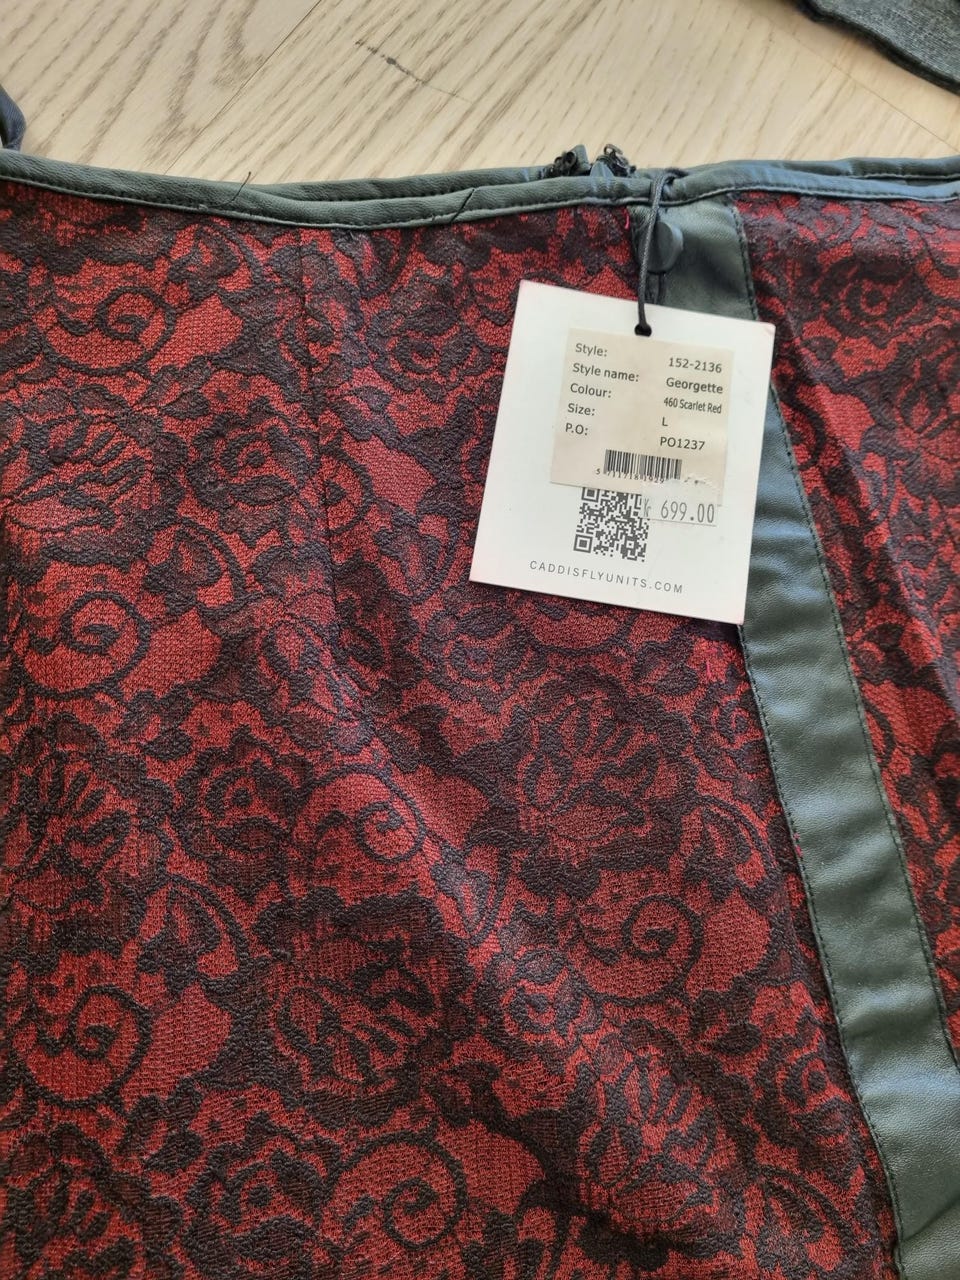 Style: 152-2136
Style name: Georgette
Colour: 460 Scarlet Red
Size: L
P.O: PO1237
699.00
CADDISFLYUNITS.COM